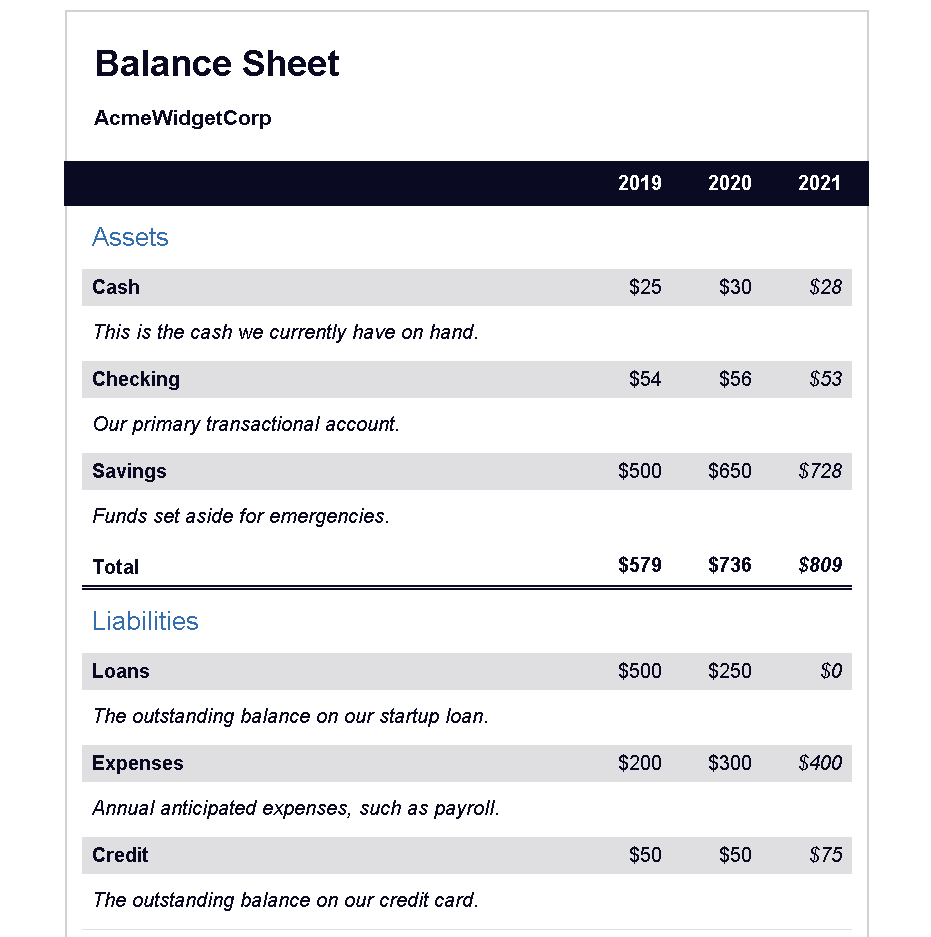 Balance Sheet
AcmeWidgetCorp
2019 2020 2021
Assets
Cash $25 $30 $28
This is the cash we currently have on hand.
Checking $54 $56 $53
Our primary transactional account.
Savings $500 $650 $728
Funds set aside for emergencies.
Total $579 $736 $809
Liabilities
Loans $500 $250 $0
The outstanding balance on our startup loan.
Expenses $200 $300 $400
Annual anticipated expenses, such as payroll.
Credit $50 $50 $75
The outstanding balance on our credit card.